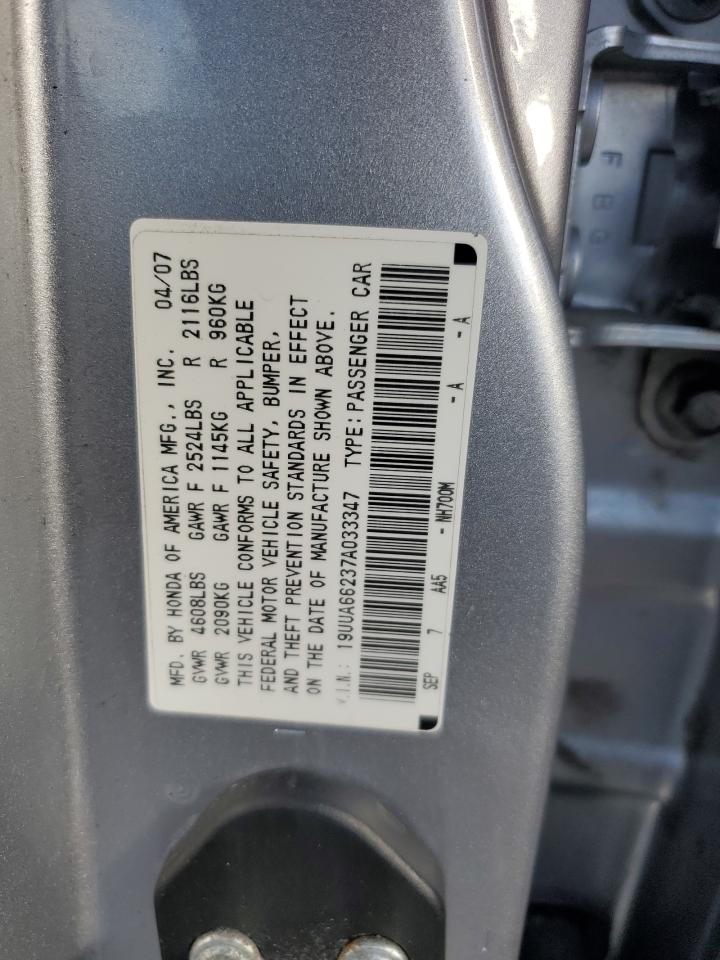 MFD. BY HONDA OF AMERICA MFG., INC. 04/07
GVWR 4608LBS GAWR F 2524LBS R 2116LBS
GVWR 2090KG GAWR F 1145KG R 960KG
THIS VEHICLE CONFORMS TO ALL APPLICABLE
FEDERAL MOTOR VEHICLE SAFETY, BUMPER,
AND THEFT PREVENTION STANDARDS IN EFFECT
ON THE DATE OF MANUFACTURE SHOWN ABOVE.
V.I.N.: 19UUA66237A033347 TYPE: PASSENGER CAR
SEP 7 AA5 - NH700M - A - A
F B G